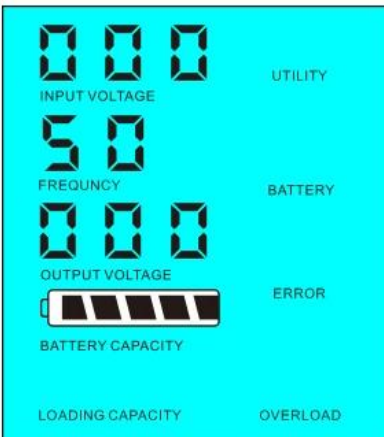 000
INPUT VOLTAGE
UTILITY
50
FREQUNCY
BATTERY
000
OUTPUT VOLTAGE
ERROR
BATTERY CAPACITY
LOADING CAPACITY
OVERLOAD